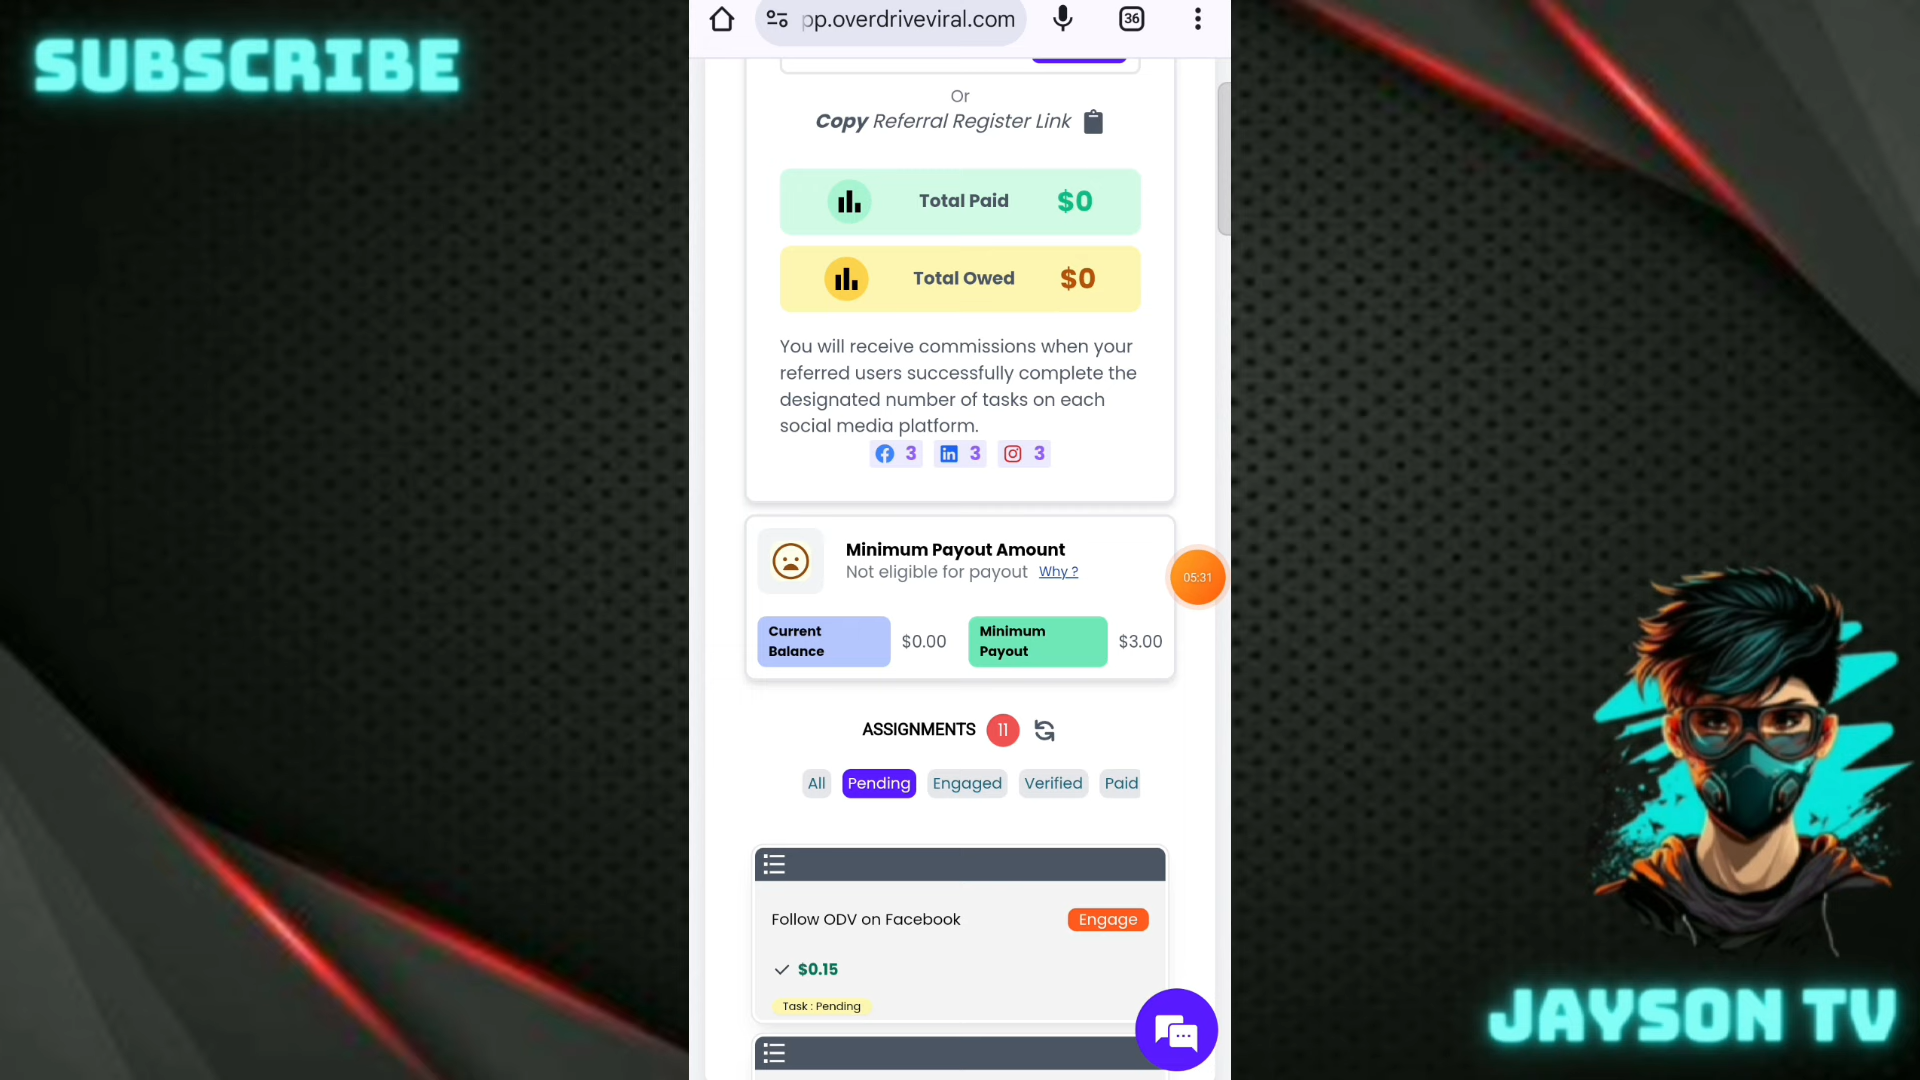 SUBSCRIBE
pp.overdriveviral.com
36
Or
Copy Referral Register Link
Total Paid $0
Total Owed $0
You will receive commissions when your
referred users successfully complete the
designated number of tasks on each
social media platform.
3 3 3
Minimum Payout Amount
Not eligible for payout Why ?
05:31
Current
Balance
$0.00
Minimum
Payout
$3.00
ASSIGNMENTS 11
All Pending Engaged Verified Paid
Follow ODV on Facebook Engage
$0.15
Task : Pending
JAYSON TV